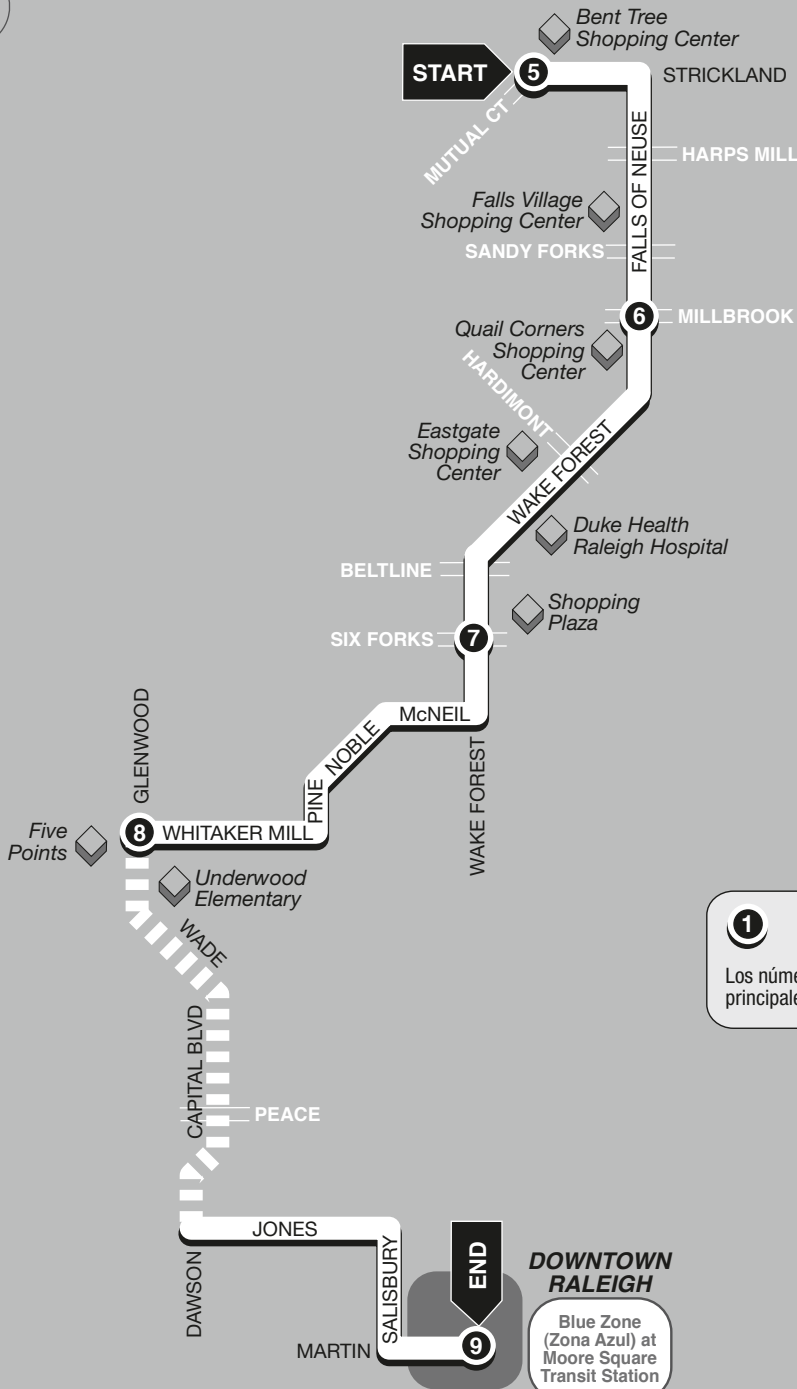 Bent Tree
Shopping Center
START
5
STRICKLAND
MUTUAL CT
FALLS OF NEUSE
HARPS MILL
Falls Village
Shopping Center
SANDY FORKS
6
MILLBROOK
Quail Corners
Shopping
Center
HARDIMONT
Eastgate
Shopping
Center
WAKE FOREST
Duke Health
Raleigh Hospital
BELTLINE
Shopping
Plaza
SIX FORKS
7
GLENWOOD
McNEIL
NOBLE
PINE
WAKE FOREST
Five
Points
8
WHITAKER MILL
Underwood
Elementary
WADE
1
Los núme
principale
CAPITAL BLVD
PEACE
JONES
DAWSON
SALISBURY
END
DOWNTOWN
RALEIGH
MARTIN
9
Blue Zone
(Zona Azul) at
Moore Square
Transit Station